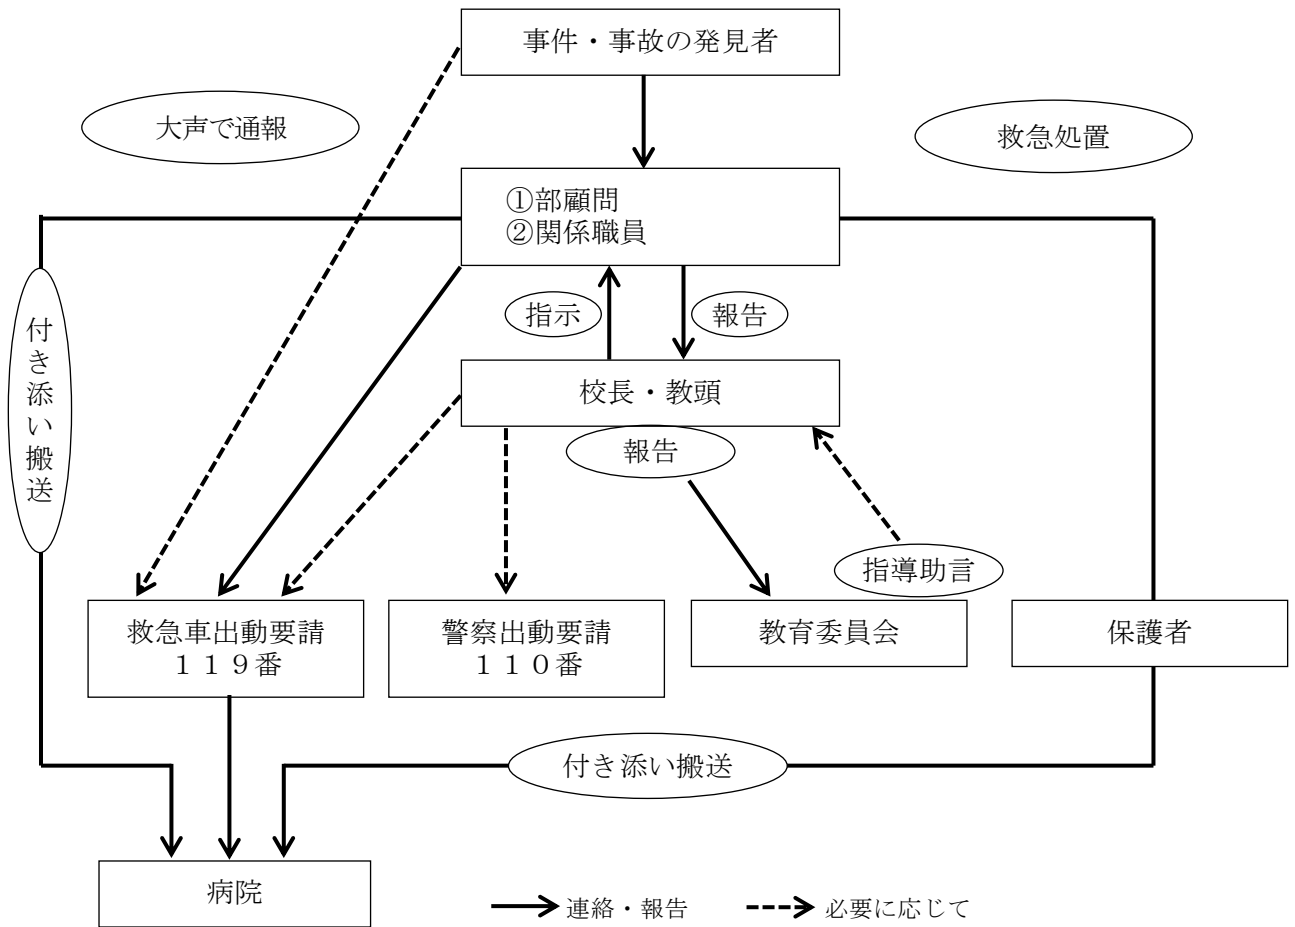 事件・事故の発見者
大声で通報
救急処置
①部顧問
②関係職員
指示
報告
付き添い搬送
校長・教頭
報告
指導助言
救急車出動要請
１１９番
警察出動要請
１１０番
教育委員会
保護者
付き添い搬送
病院
連絡・報告
必要に応じて